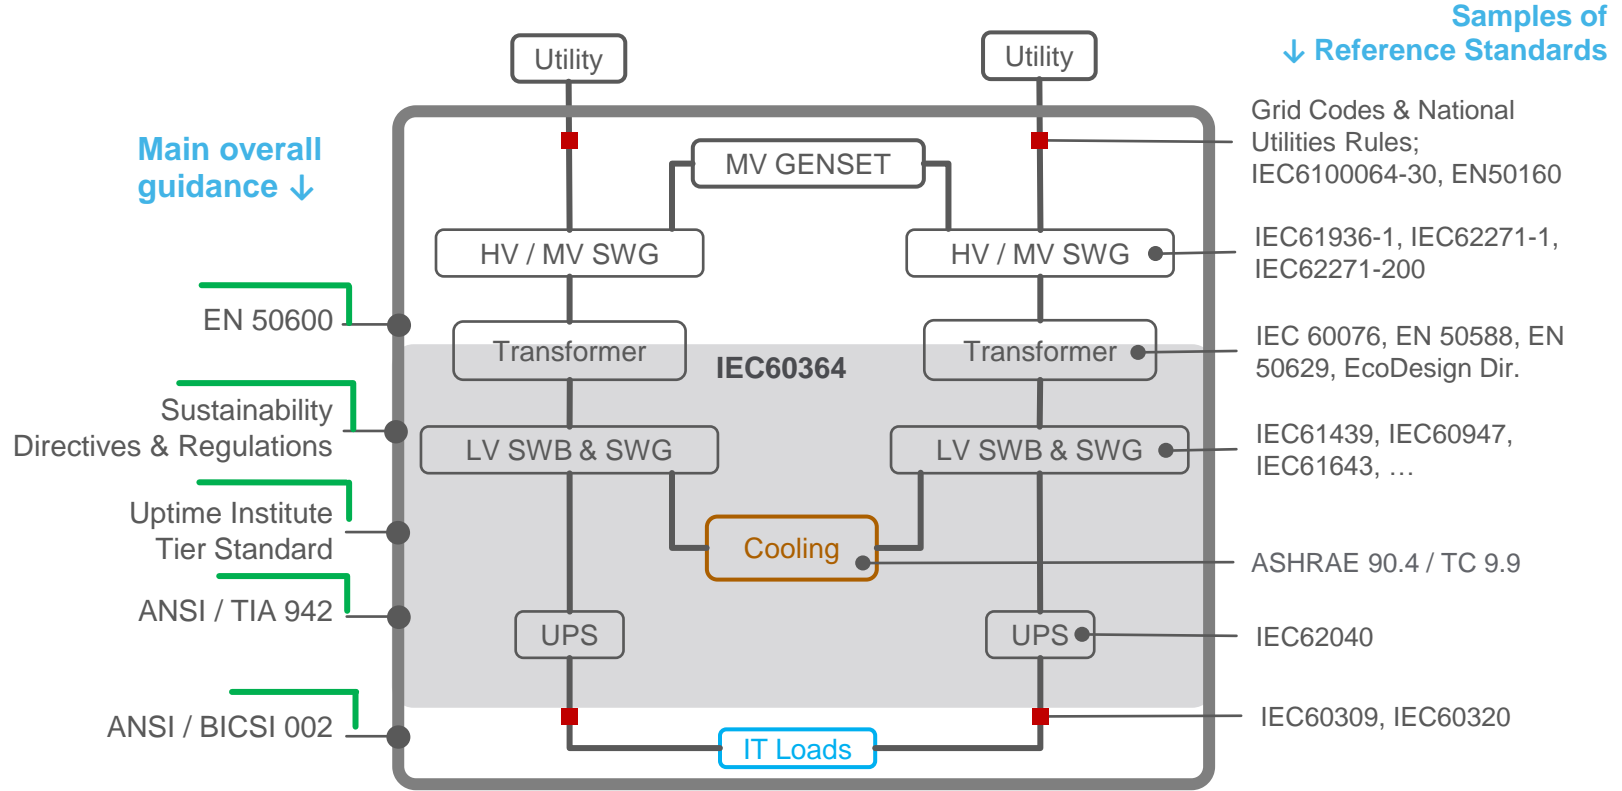 Samples of
↓ Reference Standards
Utility
Utility
Main overall
guidance ↓
MV GENSET
Grid Codes & National
Utilities Rules;
IEC6100064-30, EN50160
HV / MV SWG
HV / MV SWG
IEC61936-1, IEC62271-1,
IEC62271-200
EN 50600
Transformer
IEC60364
Transformer
IEC 60076, EN 50588, EN
50629, EcoDesign Dir.
Sustainability
Directives & Regulations
LV SWB & SWG
LV SWB & SWG
IEC61439, IEC60947,
IEC61643, …
Uptime Institute
Tier Standard
Cooling
ASHRAE 90.4 / TC 9.9
ANSI / TIA 942
UPS
UPS
IEC62040
ANSI / BICSI 002
IEC60309, IEC60320
IT Loads